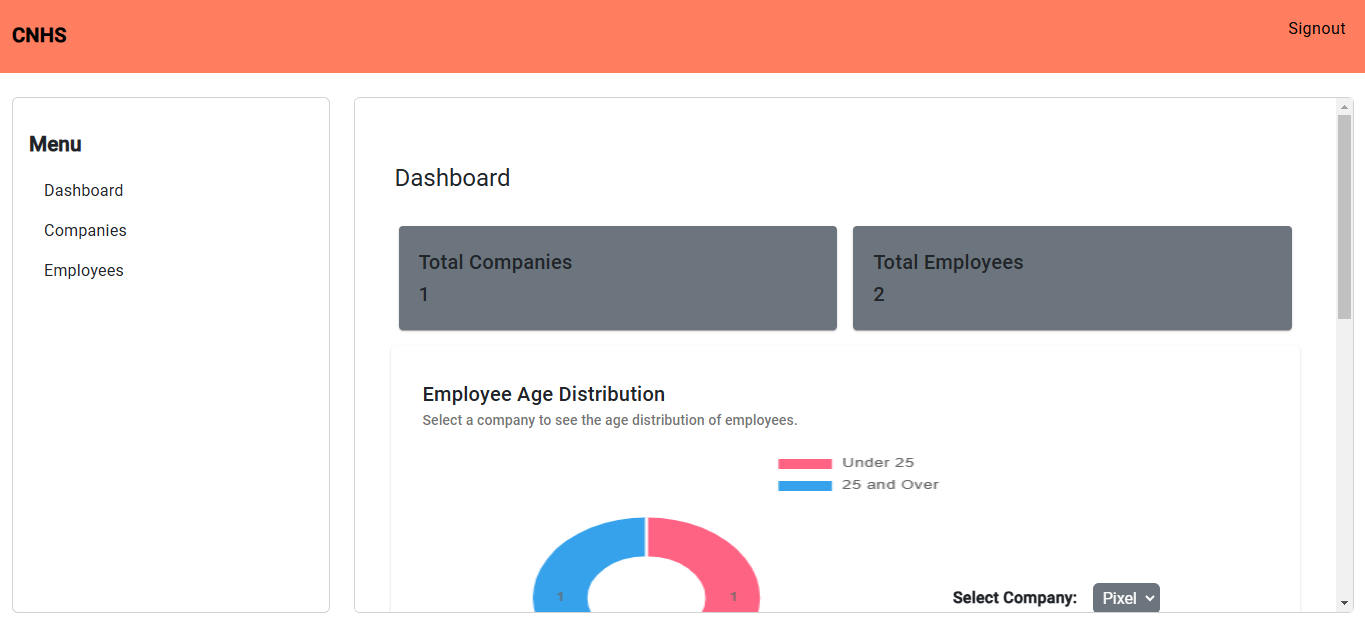 CNHS
Signout
Menu
Dashboard
Companies
Employees
Dashboard
Total Companies
1
Total Employees
2
Employee Age Distribution
Select a company to see the age distribution of employees.
Under 25
25 and Over
1
1
Select Company:
Pixel